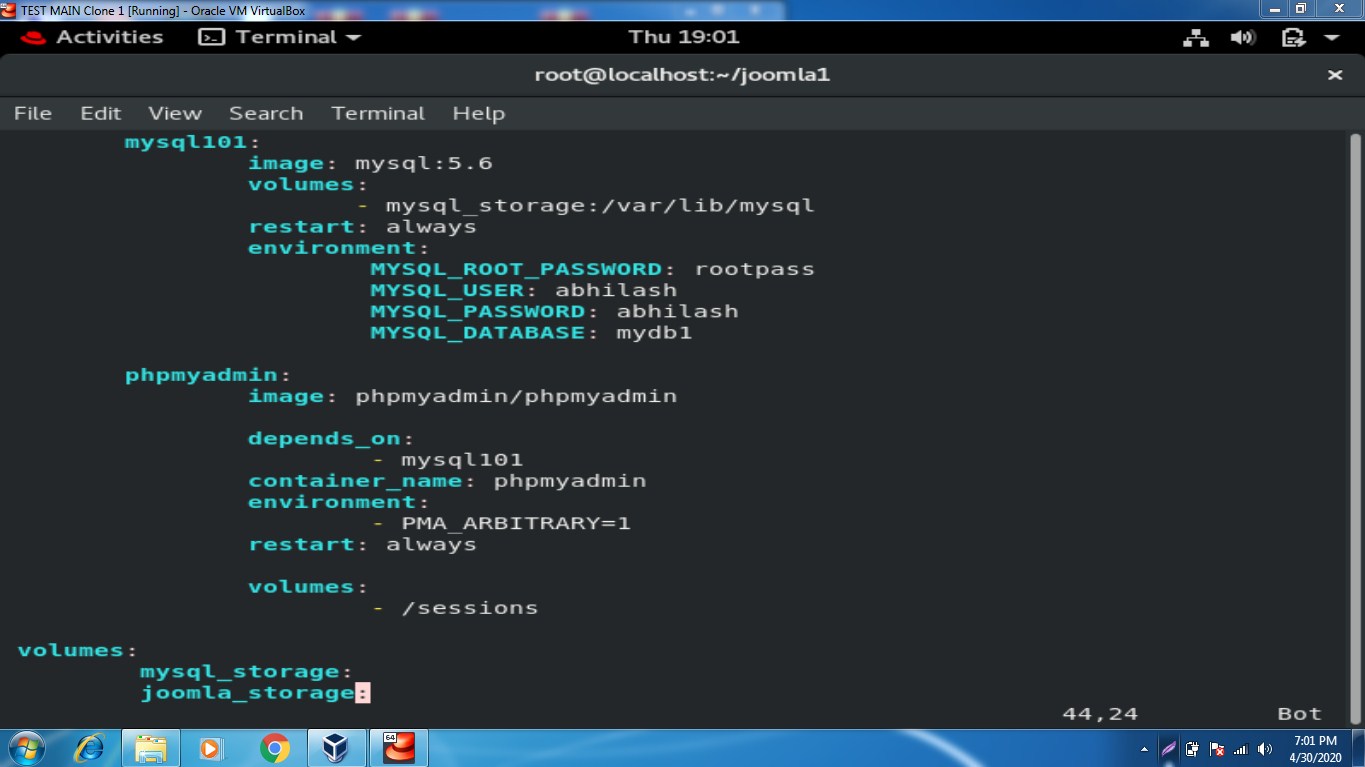 TEST MAIN Clone 1 [Running] - Oracle VM VirtualBox
Activities Terminal Thu 19:01
root@localhost:~/joomla1
File Edit View Search Terminal Help
mysql101:
image: mysql:5.6
volumes:
- mysql_storage:/var/lib/mysql
restart: always
environment:
MYSQL_ROOT_PASSWORD: rootpass
MYSQL_USER: abhilash
MYSQL_PASSWORD: abhilash
MYSQL_DATABASE: mydb1
phpmyadmin:
image: phpmyadmin/phpmyadmin
depends_on:
- mysql101
container_name: phpmyadmin
environment:
- PMA_ARBITRARY=1
restart: always
volumes:
- /sessions
volumes:
mysql_storage:
joomla_storage:
44,24 Bot
64
7:01 PM
4/30/2020